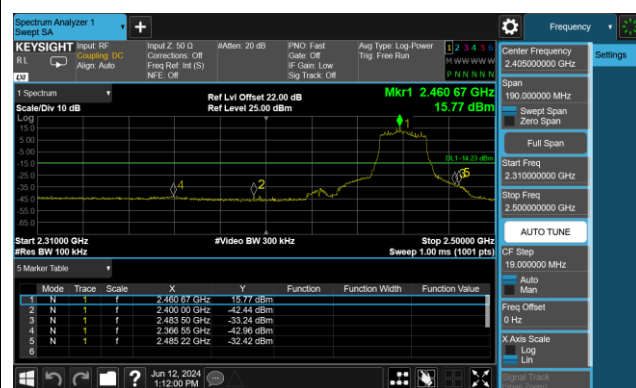 Spectrum Analyzer 1
Swept SA
+
Frequency
KEYSIGHT
R L
Input: RF
Coupling: DC
Align: Auto
Input Z: 50 Ω
Corrections: Off
Freq Ref: Int (S)
NFE: Off
#Atten: 20 dB
PNO: Fast
Gate: Off
IF Gain: Low
Sig Track: Off
Avg Type: Log-Power
Trig: Free Run
1 2 3 4 5 6
M W W W W W
P N N N N N
1 Spectrum
Scale/Div 10 dB
Ref Lvl Offset 22.00 dB
Ref Level 25.00 dBm
Mkr1 2.460 67 GHz
15.77 dBm
Log
15.0
5.00
-5.00
-15.0
-25.0
-35.0
-45.0
-55.0
-65.0
1
DL1 -14.23 dBm
4
2
5
Start 2.31000 GHz
#Res BW 100 kHz
#Video BW 300 kHz
Stop 2.50000 GHz
Sweep 1.00 ms (1001 pts)
5 Marker Table
Mode Trace Scale X Y Function Function Width Function Value
1 N 1 f 2.460 67 GHz 15.77 dBm
2 N 1 f 2.400 00 GHz -42.44 dBm
3 N 1 f 2.483 50 GHz -33.24 dBm
4 N 1 f 2.366 55 GHz -42.96 dBm
5 N 1 f 2.485 22 GHz -32.42 dBm
6
Jun 12, 2024
1:12:00 PM
Center Frequency
2.405000000 GHz
Settings
Span
190.000000 MHz
Swept Span
Zero Span
Full Span
Start Freq
2.310000000 GHz
Stop Freq
2.500000000 GHz
AUTO TUNE
CF Step
19.000000 MHz
Auto
Man
Freq Offset
0 Hz
X Axis Scale
Log
Lin
Signal Track